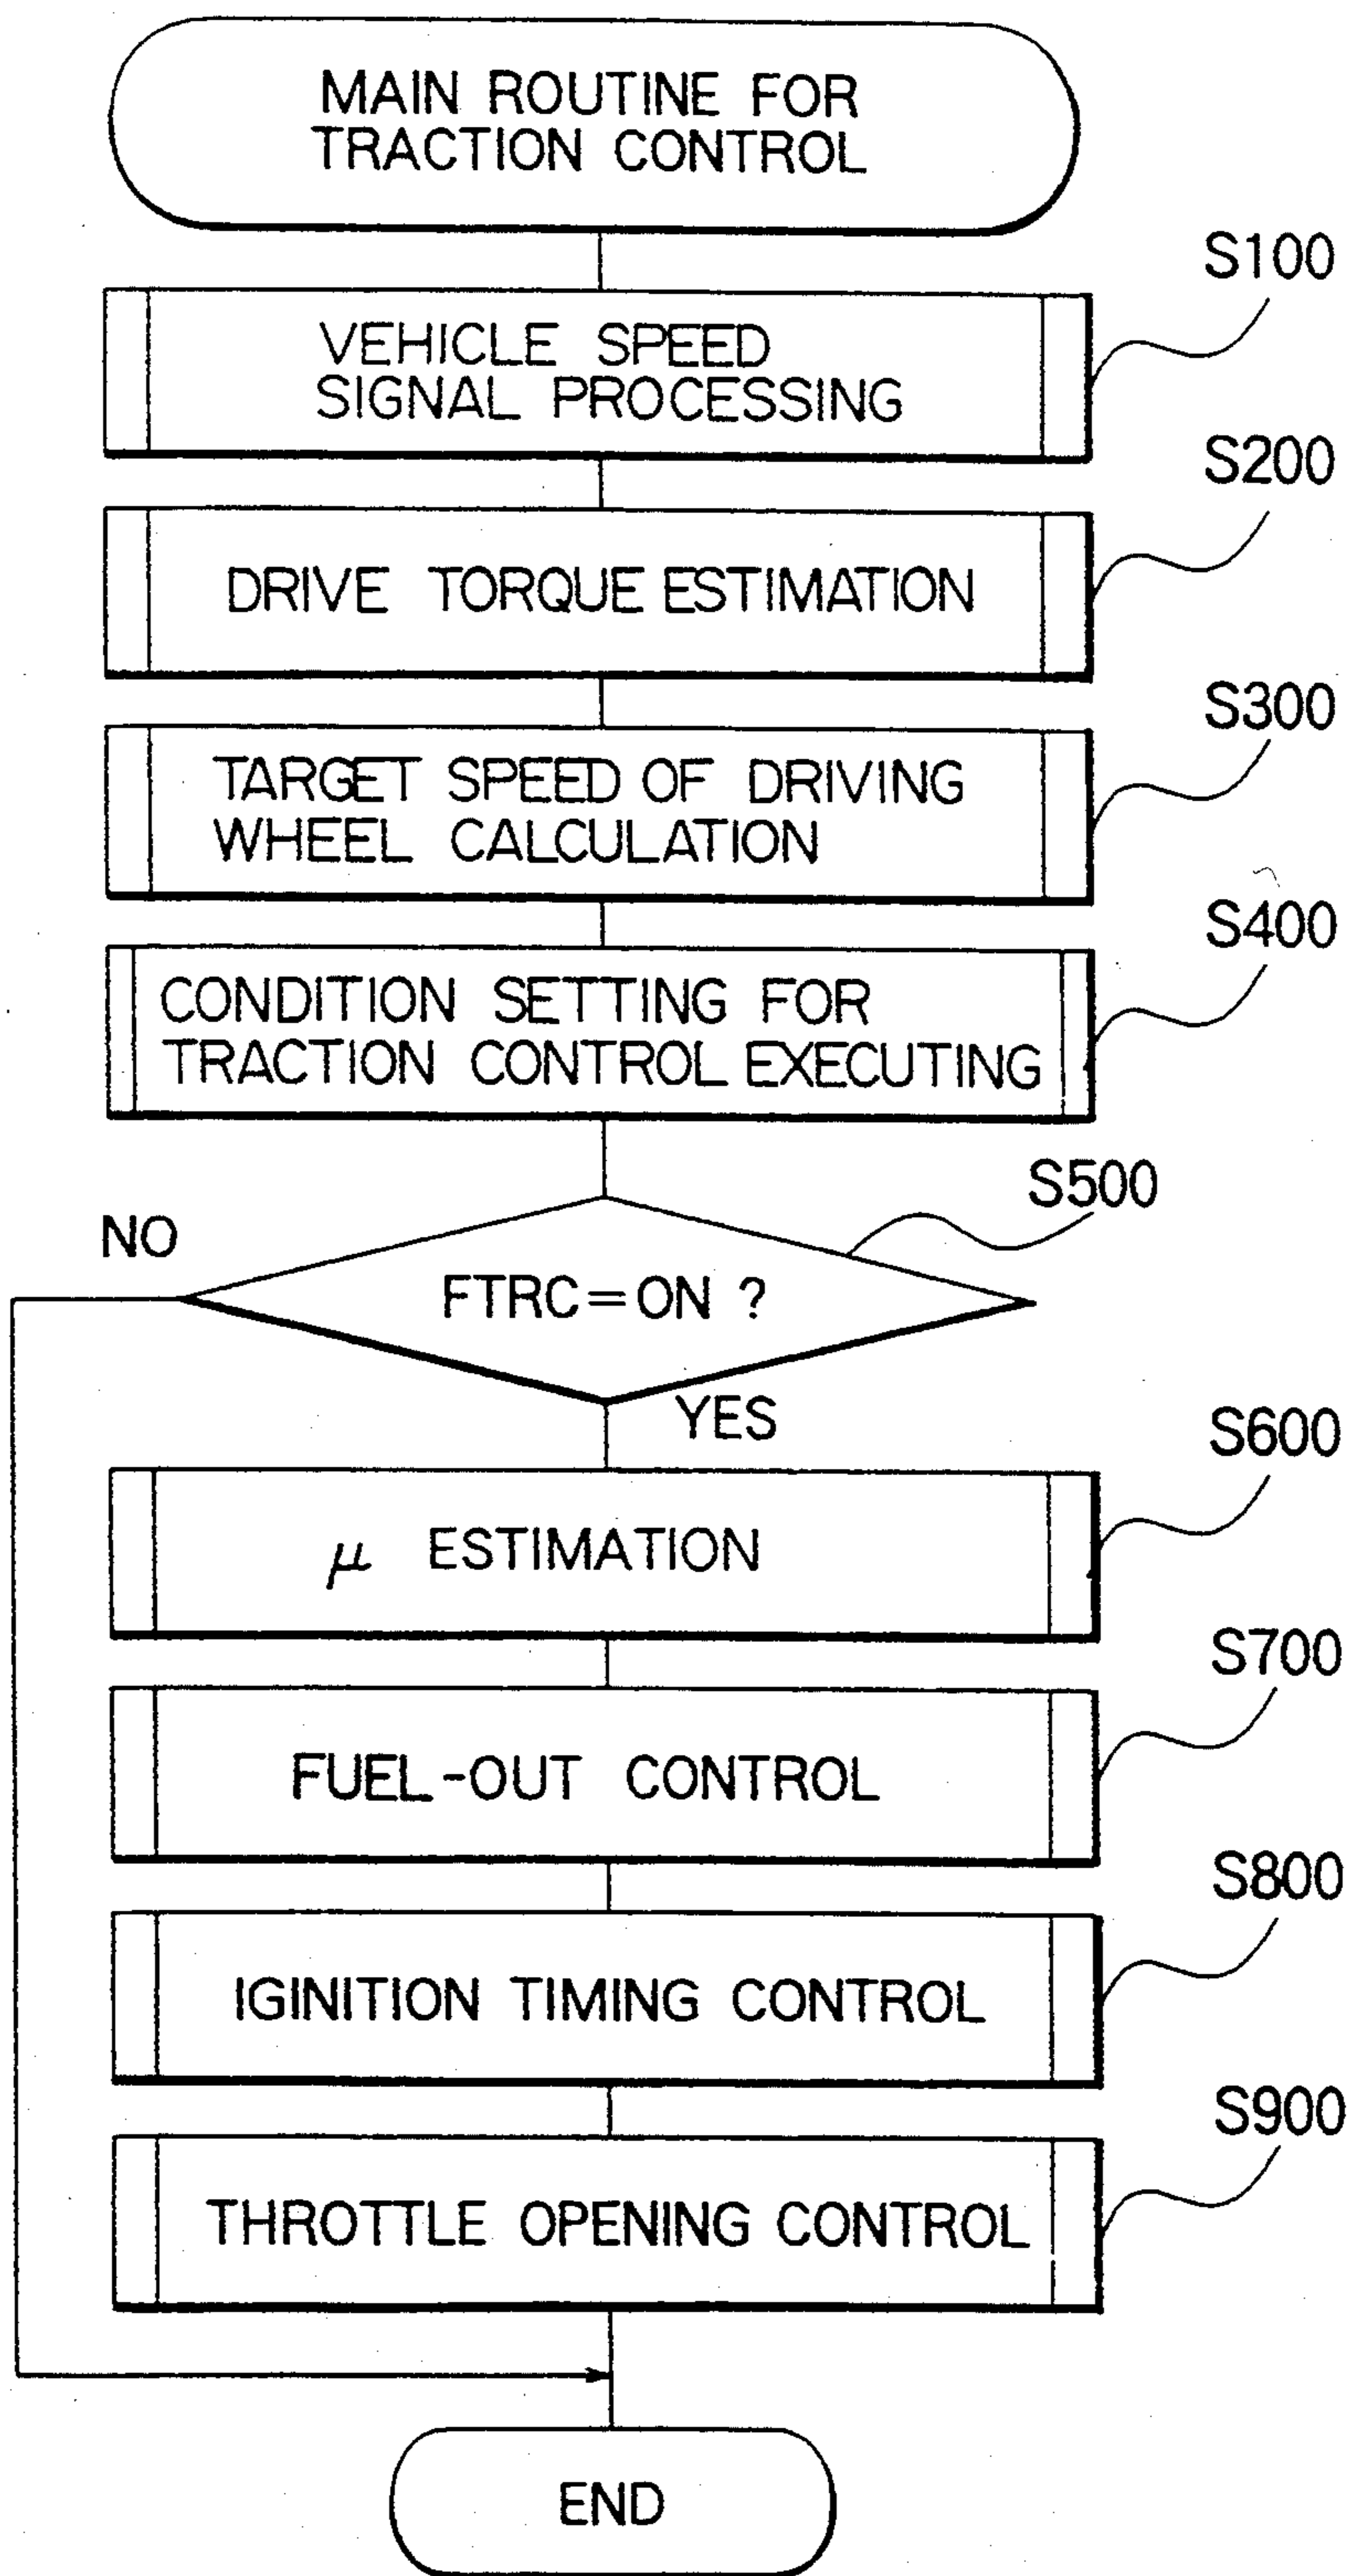 MAIN ROUTINE FOR
TRACTION CONTROL
S100
VEHICLE SPEED
SIGNAL PROCESSING
S200
DRIVE TORQUE ESTIMATION
S300
TARGET SPEED OF DRIVING
WHEEL CALCULATION
S400
CONDITION SETTING FOR
TRACTION CONTROL EXECUTING
S500
NO
FTRC=ON ?
YES
S600
μ ESTIMATION
S700
FUEL-OUT CONTROL
S800
IGINITION TIMING CONTROL
S900
THROTTLE OPENING CONTROL
END